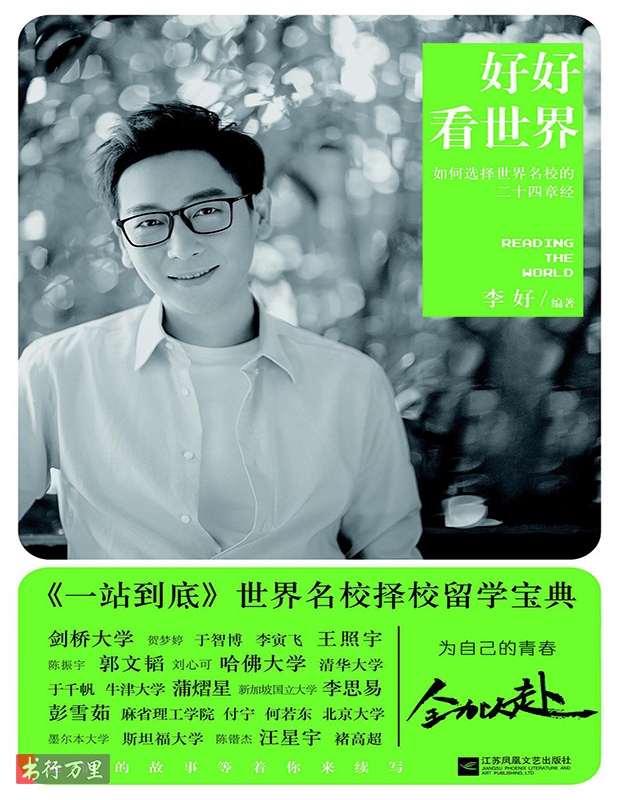 好好
看世界
如何选择世界名校的
二十四章经
READING
THE
WORLD
李好/编著
《一站到底》世界名校择校留学宝典
剑桥大学 贺梦婷 于智博 李寅飞 王照宇
陈振宇 郭文韬 刘心可 哈佛大学 清华大学
于千帆 牛津大学 蒲熠星 新加坡国立大学 李思易
彭雪茹 麻省理工学院 付宁 何若东 北京大学
墨尔本大学 斯坦福大学 陈锴杰 汪星宇 褚高超
的故事等着你来续写
为自己的青春
全力以赴
江苏凤凰文艺出版社
JIANGSU PHOENIX LITERATURE AND
ART PUBLISHING, LTD
书行万里